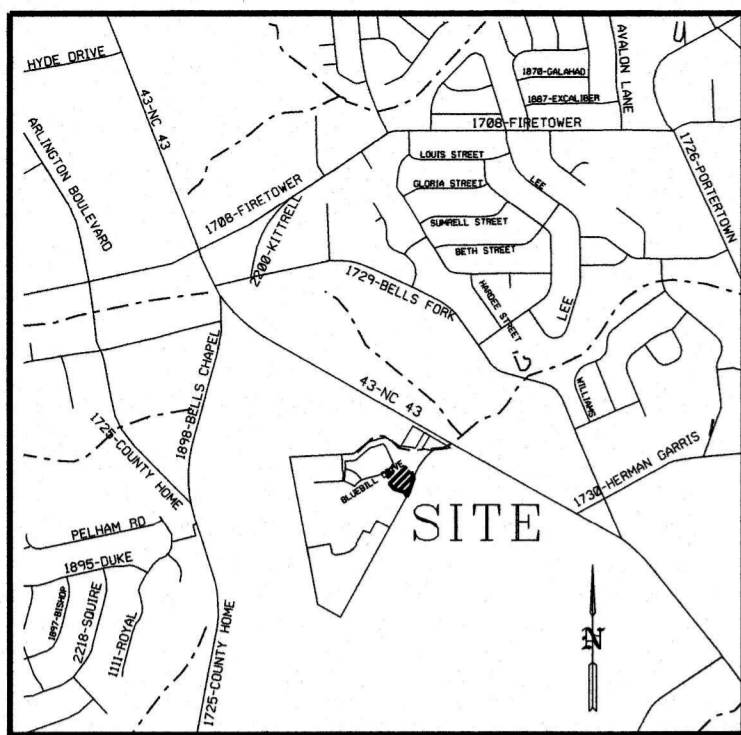 HYDE DRIVE
43-NC 43
ARLINGTON BOULEVARD
1870-GALAHAD
1887-EXCALIBER
AVALON LANE
1708-FIRETOWER
1726-PORTERTOWN
LOUIS STREET
GLORIA STREET
SUMRELL STREET
BETH STREET
LEE
1708-FIRETOWER
2200-KITTRELL
1729-BELLS FORK
HARDEE STREET
LEE
43-NC 43
WILLIAMS
1898-BELLS CHAPEL
1725-COUNTY HOME
BLUEBILL DRIVE
1730-HERMAN GARRIS
SITE
PELHAM RD
1895-DUKE
1897-BISHOP
2218-SQUIRE
1111-ROYAL
1725-COUNTY HOME
N